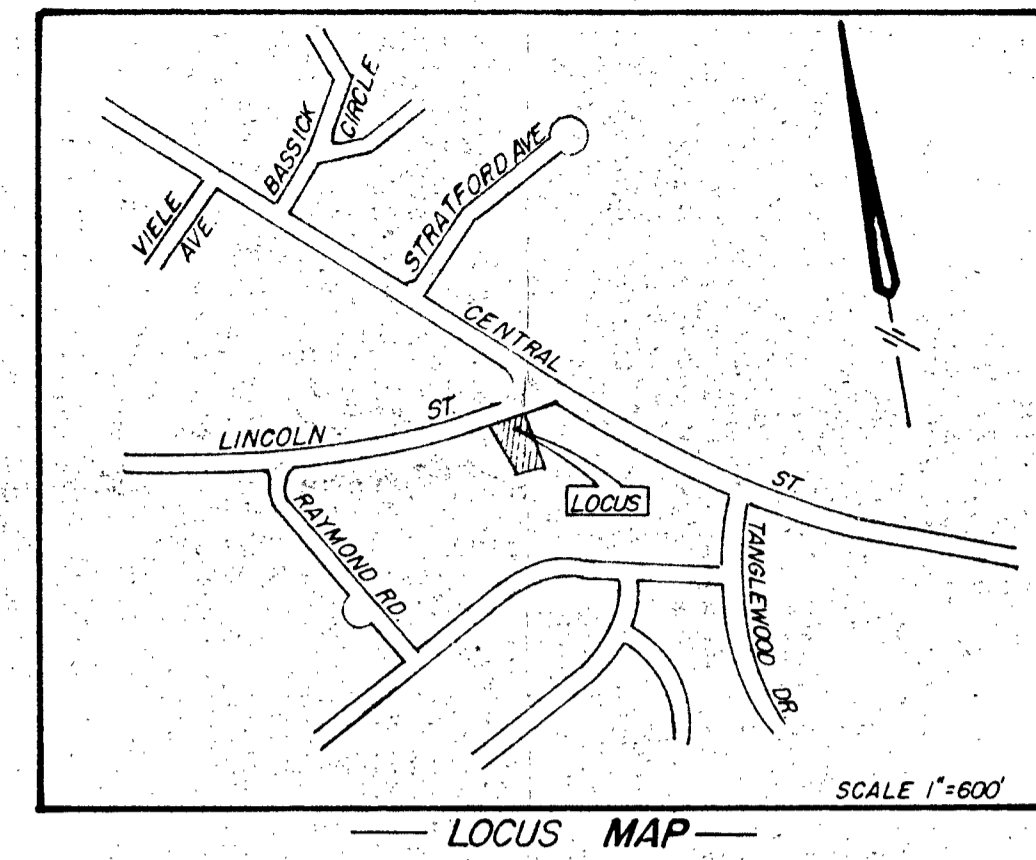 BASSICK
CIRCLE
STRATFORD AVE
VIELE
AVE.
CENTRAL
ST.
LINCOLN
ST.
LOCUS
RAYMOND RD.
TANGLEWOOD DR.
SCALE 1"=600'
LOCUS MAP